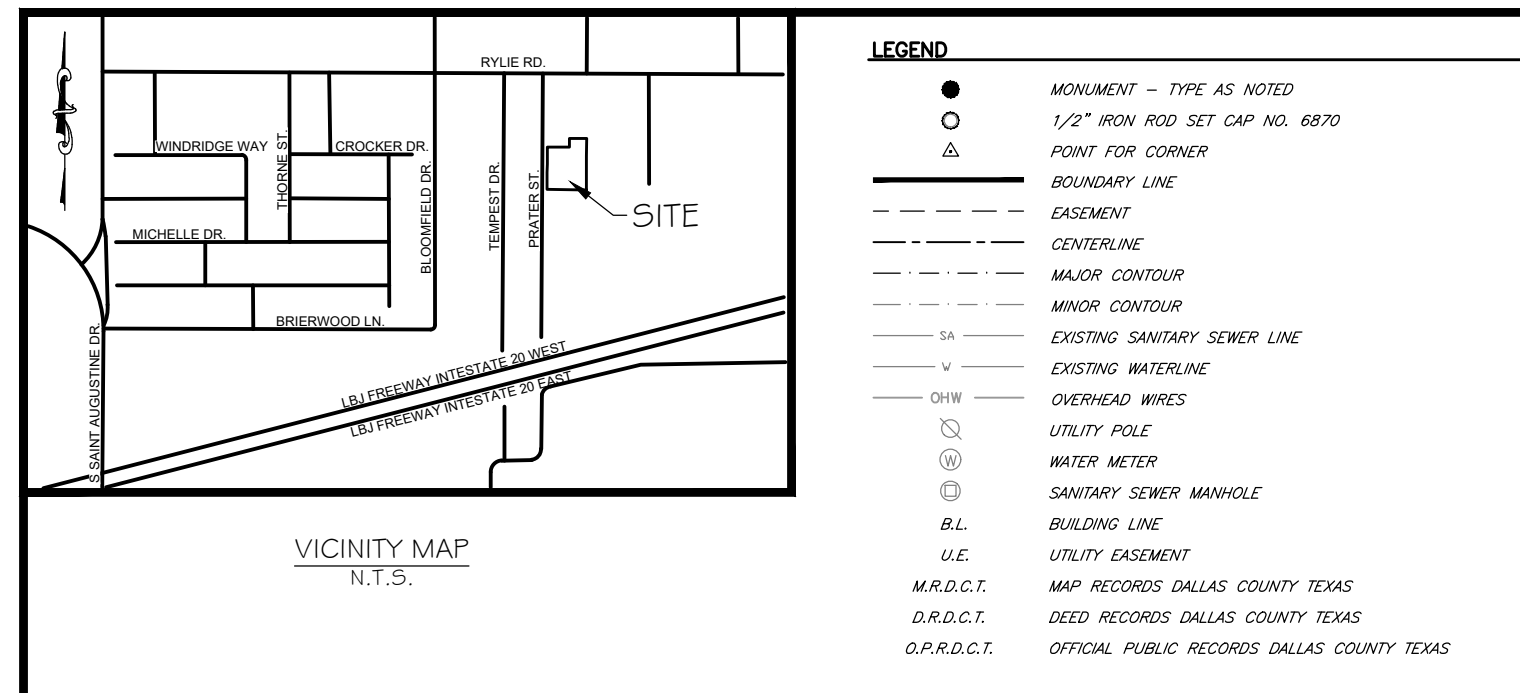 RYLIE RD.
WINDRIDGE WAY
THORNE ST.
CROCKER DR.
BLOOMFIELD DR.
TEMPEST DR.
PRATER ST.
SITE
MICHELLE DR.
BRIERWOOD LN.
S SAINT AUGUSTINE DR.
LBJ FREEWAY INTESTATE 20 WEST
LBJ FREEWAY INTESTATE 20 EAST
VICINITY MAP
N.T.S.
LEGEND
MONUMENT – TYPE AS NOTED
1/2" IRON ROD SET CAP NO. 6870
POINT FOR CORNER
BOUNDARY LINE
EASEMENT
CENTERLINE
MAJOR CONTOUR
MINOR CONTOUR
SA EXISTING SANITARY SEWER LINE
W EXISTING WATERLINE
OHW OVERHEAD WIRES
UTILITY POLE
W WATER METER
SANITARY SEWER MANHOLE
B.L. BUILDING LINE
U.E. UTILITY EASEMENT
M.R.D.C.T. MAP RECORDS DALLAS COUNTY TEXAS
D.R.D.C.T. DEED RECORDS DALLAS COUNTY TEXAS
O.P.R.D.C.T. OFFICIAL PUBLIC RECORDS DALLAS COUNTY TEXAS